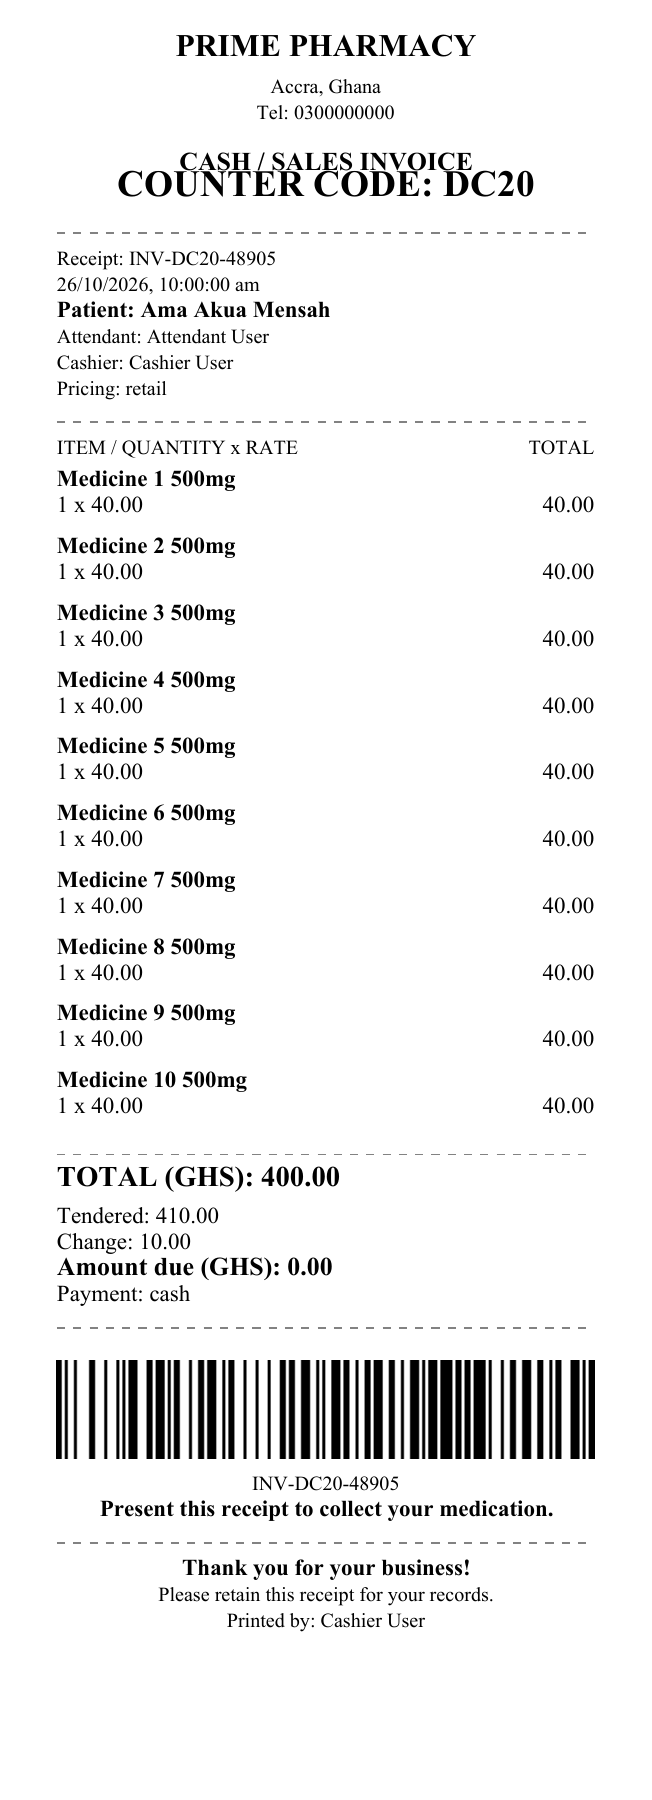 PRIME PHARMACY
Accra, Ghana
Tel: 0300000000
CASH / SALES INVOICE
COUNTER CODE: DC20
Receipt: INV-DC20-48905
26/10/2026, 10:00:00 am
Patient: Ama Akua Mensah
Attendant: Attendant User
Cashier: Cashier User
Pricing: retail
ITEM / QUANTITY x RATE TOTAL
Medicine 1 500mg
1 x 40.00 40.00
Medicine 2 500mg
1 x 40.00 40.00
Medicine 3 500mg
1 x 40.00 40.00
Medicine 4 500mg
1 x 40.00 40.00
Medicine 5 500mg
1 x 40.00 40.00
Medicine 6 500mg
1 x 40.00 40.00
Medicine 7 500mg
1 x 40.00 40.00
Medicine 8 500mg
1 x 40.00 40.00
Medicine 9 500mg
1 x 40.00 40.00
Medicine 10 500mg
1 x 40.00 40.00
TOTAL (GHS): 400.00
Tendered: 410.00
Change: 10.00
Amount due (GHS): 0.00
Payment: cash
INV-DC20-48905
Present this receipt to collect your medication.
Thank you for your business!
Please retain this receipt for your records.
Printed by: Cashier User